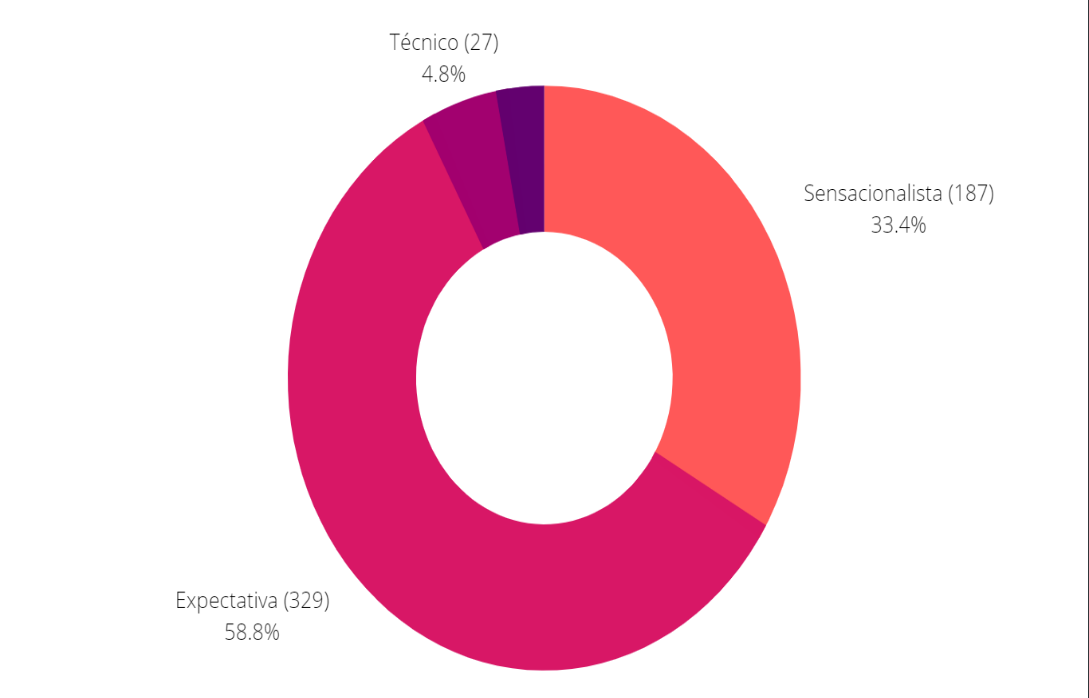 Técnico (27)
4.8%
Sensacionalista (187)
33.4%
Expectativa (329)
58.8%